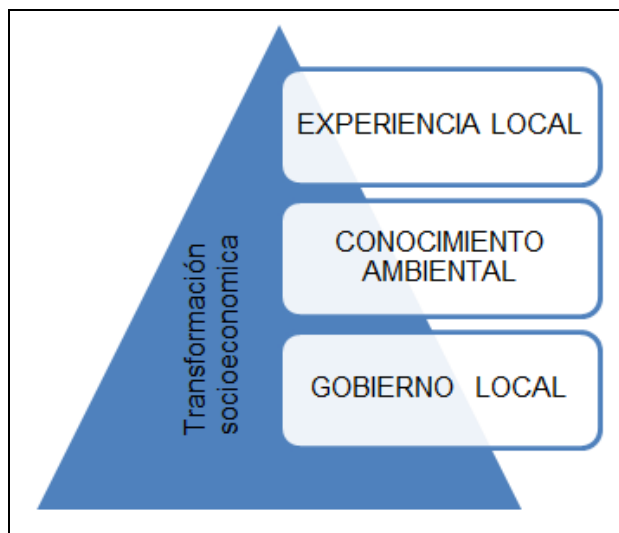 EXPERIENCIA LOCAL
CONOCIMIENTO
AMBIENTAL
GOBIERNO LOCAL
Transformación
socioeconomica